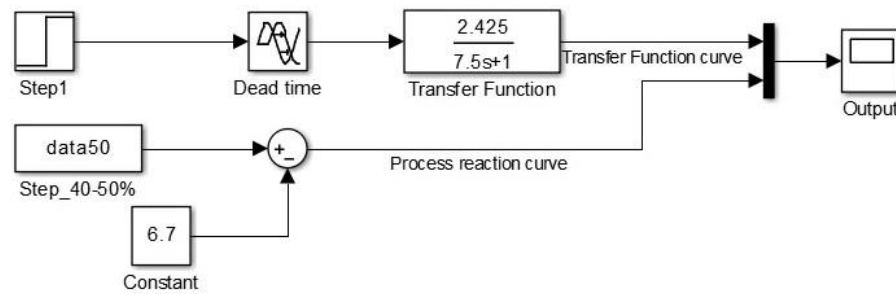 Step1
Dead time
2.425
7.5s+1
Transfer Function
Transfer Function curve
Output
data50
Step_40-50%
+
-
Process reaction curve
6.7
Constant